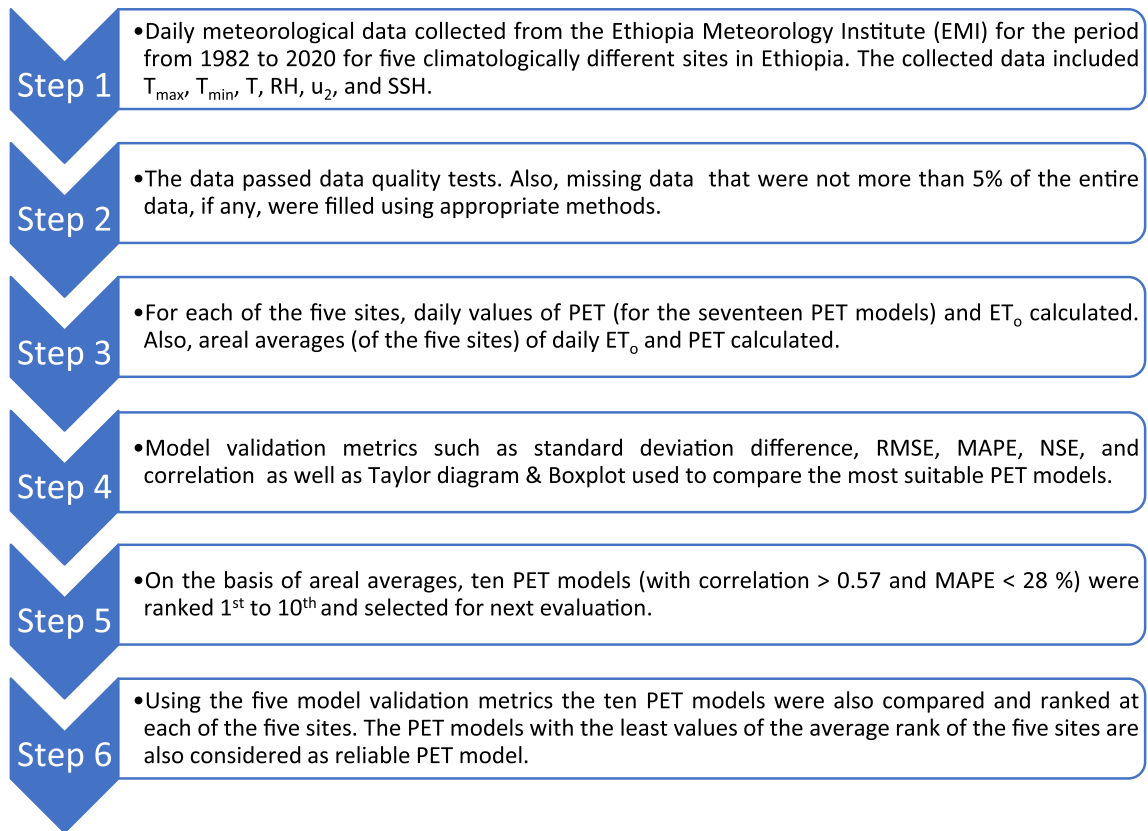 Step 1
•Daily meteorological data collected from the Ethiopia Meteorology Institute (EMI) for the period
from 1982 to 2020 for five climatologically different sites in Ethiopia. The collected data included
Tmax, Tmin, T, RH, u2, and SSH.
Step 2
•The data passed data quality tests. Also, missing data that were not more than 5% of the entire
data, if any, were filled using appropriate methods.
Step 3
•For each of the five sites, daily values of PET (for the seventeen PET models) and ETo calculated.
Also, areal averages (of the five sites) of daily ETo and PET calculated.
Step 4
•Model validation metrics such as standard deviation difference, RMSE, MAPE, NSE, and
correlation as well as Taylor diagram & Boxplot used to compare the most suitable PET models.
Step 5
•On the basis of areal averages, ten PET models (with correlation > 0.57 and MAPE < 28 %) were
ranked 1st to 10th and selected for next evaluation.
Step 6
•Using the five model validation metrics the ten PET models were also compared and ranked at
each of the five sites. The PET models with the least values of the average rank of the five sites are
also considered as reliable PET model.